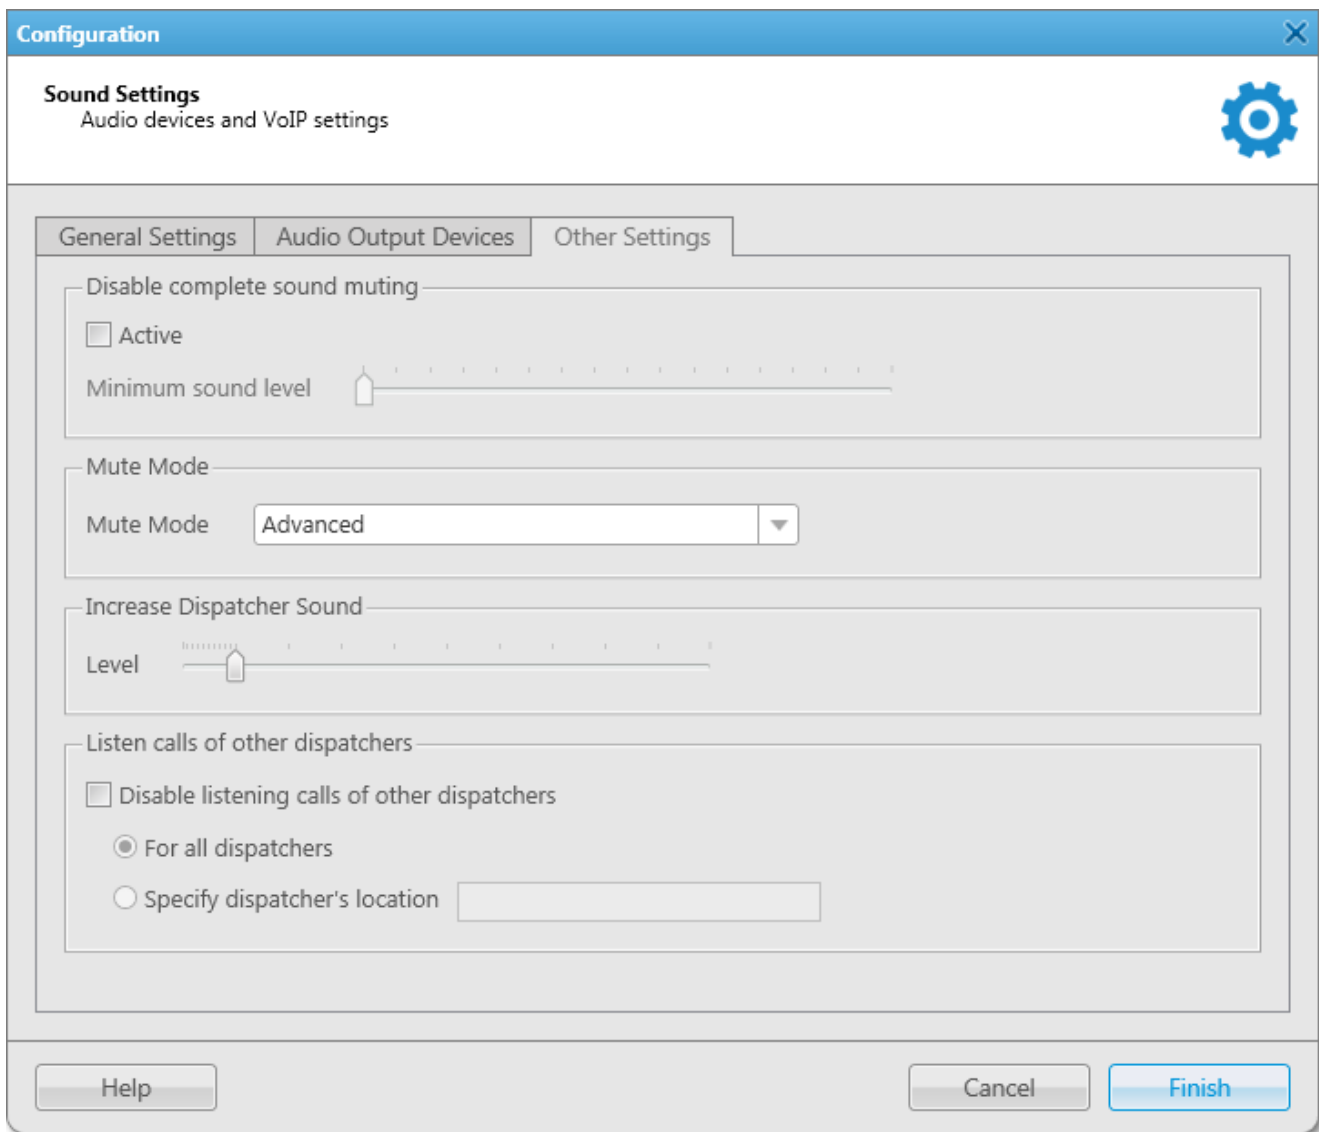 Configuration
Sound Settings
Audio devices and VoIP settings
General Settings Audio Output Devices Other Settings
Disable complete sound muting
Active
Minimum sound level
Mute Mode
Mute Mode Advanced
Increase Dispatcher Sound
Level
Listen calls of other dispatchers
Disable listening calls of other dispatchers
For all dispatchers
Specify dispatcher's location
Help Cancel Finish